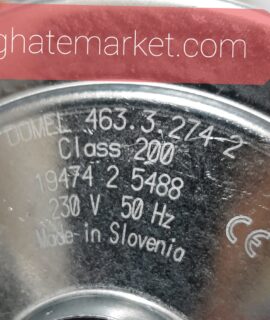 ghatemarket.com
DOMEL 463.3.274-2
Class 200
19474 2 5488
230 V 50 Hz
Made in Slovenia
CE